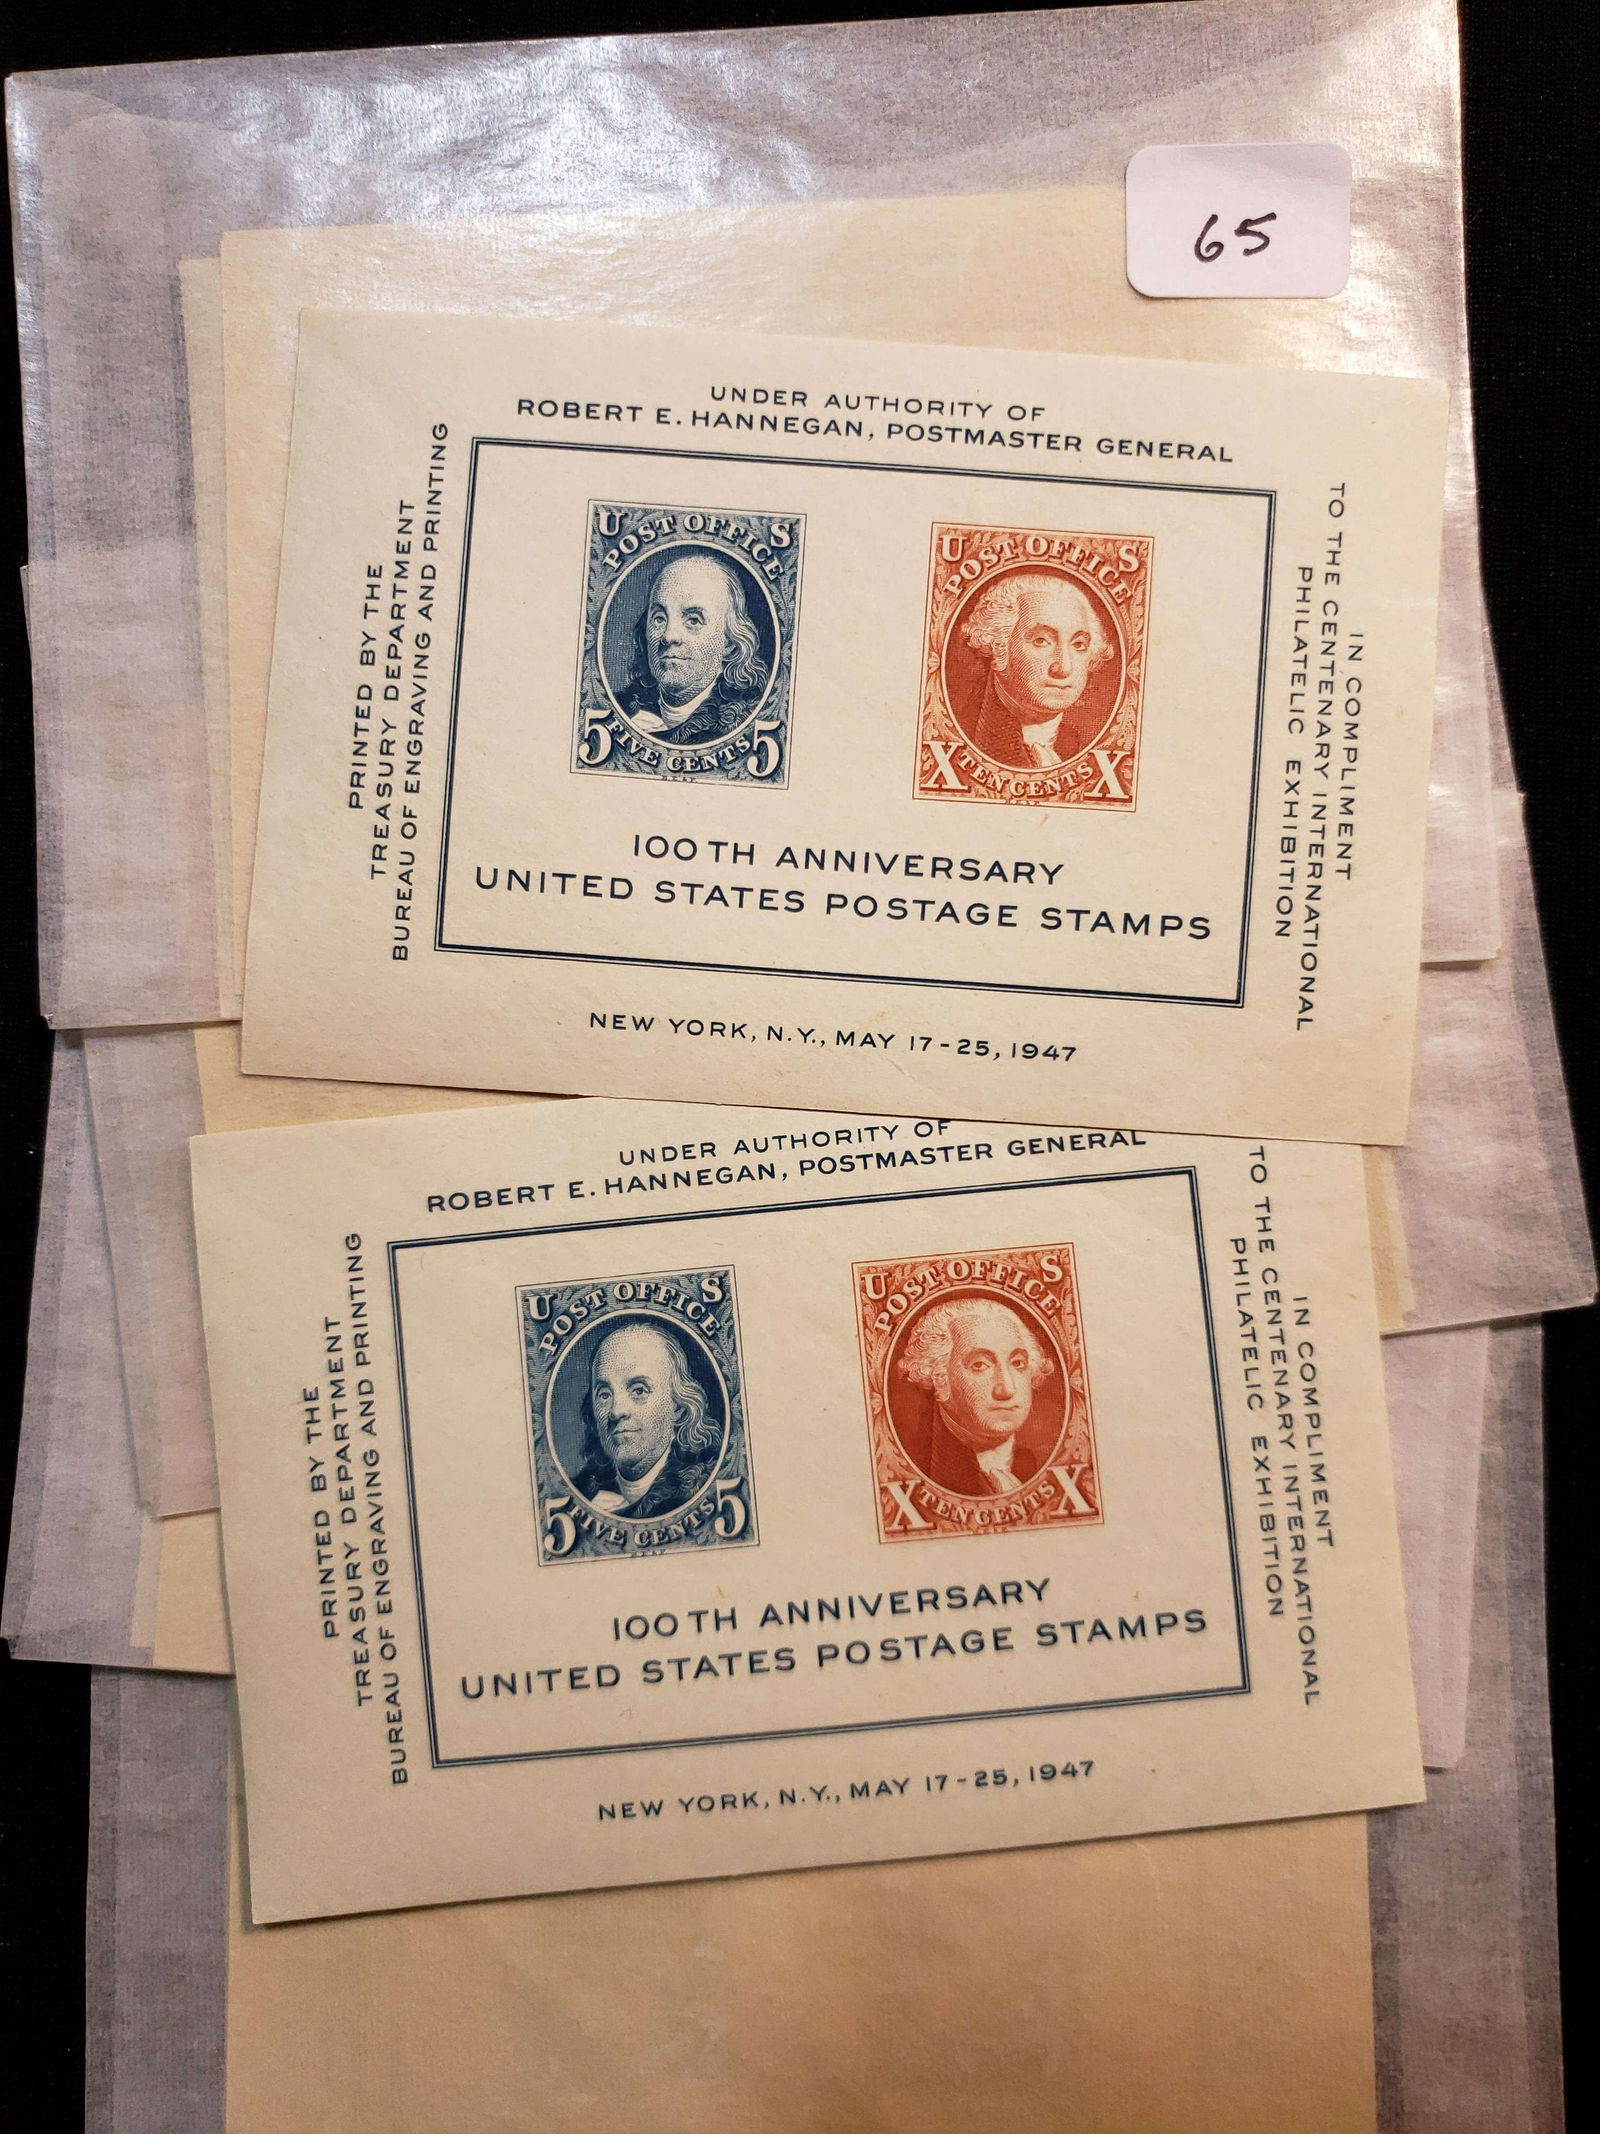 65
UNDER AUTHORITY OF
ROBERT E. HANNEGAN, POSTMASTER GENERAL
PRINTED BY THE
TREASURY DEPARTMENT
BUREAU OF ENGRAVING AND PRINTING
U S
POST OFFICE
5 5
FIVE CENTS
U S
POST OFFICE
X X
TEN CENTS
100TH ANNIVERSARY
UNITED STATES POSTAGE STAMPS
IN COMPLIMENT
TO THE CENTENARY INTERNATIONAL
PHILATELIC EXHIBITION
NEW YORK, N.Y., MAY 17-25, 1947
UNDER AUTHORITY OF
ROBERT E. HANNEGAN, POSTMASTER GENERAL
PRINTED BY THE
TREASURY DEPARTMENT
BUREAU OF ENGRAVING AND PRINTING
U S
POST OFFICE
5 5
FIVE CENTS
U S
POST OFFICE
X X
TEN CENTS
100TH ANNIVERSARY
UNITED STATES POSTAGE STAMPS
IN COMPLIMENT
TO THE CENTENARY INTERNATIONAL
PHILATELIC EXHIBITION
NEW YORK, N.Y., MAY 17-25, 1947